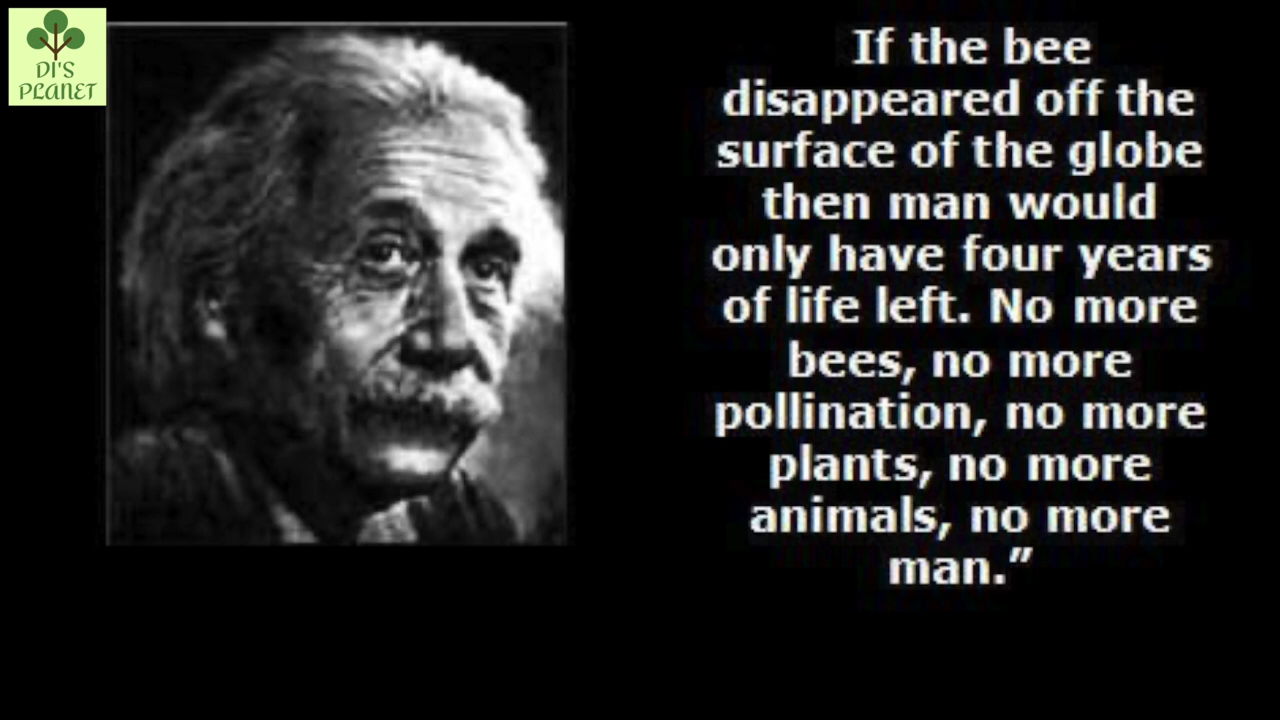 DI'S
PLANET
If the bee
disappeared off the
surface of the globe
then man would
only have four years
of life left. No more
bees, no more
pollination, no more
plants, no more
animals, no more
man.”